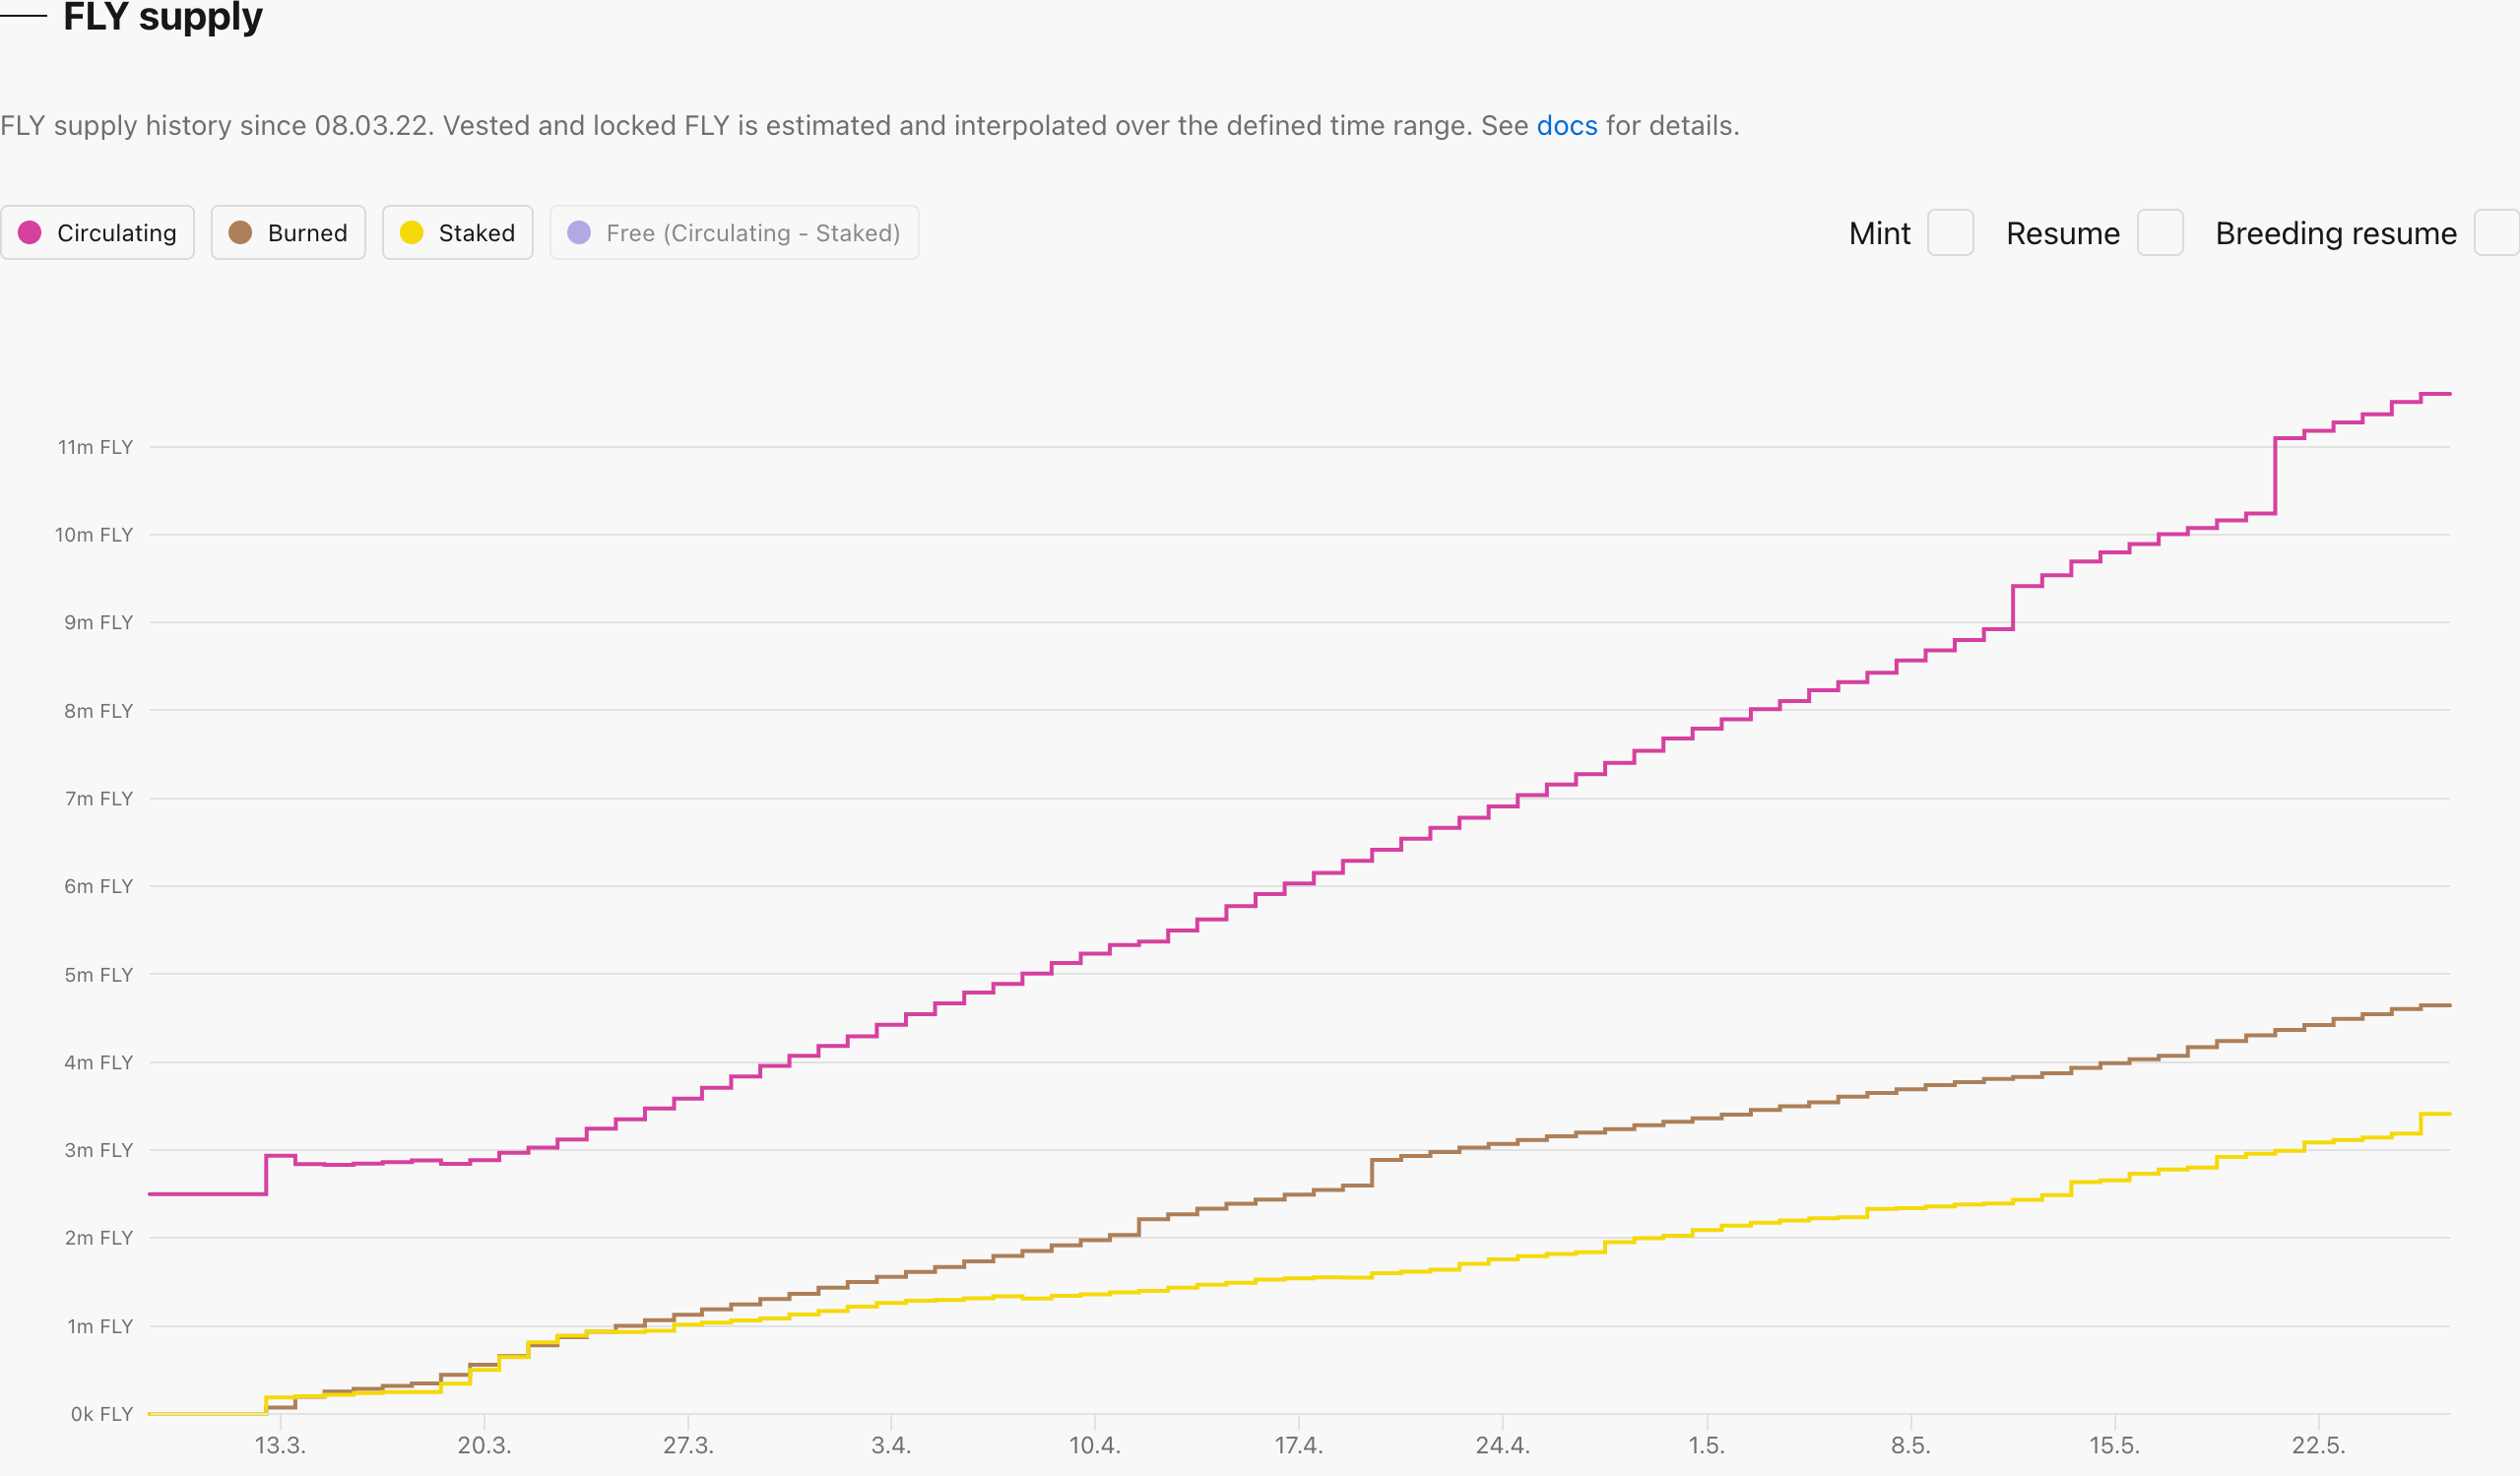 FLY supply
FLY supply history since 08.03.22. Vested and locked FLY is estimated and interpolated over the defined time range. See docs for details.
Circulating Burned Staked Free (Circulating - Staked) Mint Resume Breeding resume
11m FLY
10m FLY
9m FLY
8m FLY
7m FLY
6m FLY
5m FLY
4m FLY
3m FLY
2m FLY
1m FLY
0k FLY
13.3. 20.3. 27.3. 3.4. 10.4. 17.4. 24.4. 1.5. 8.5. 15.5. 22.5.